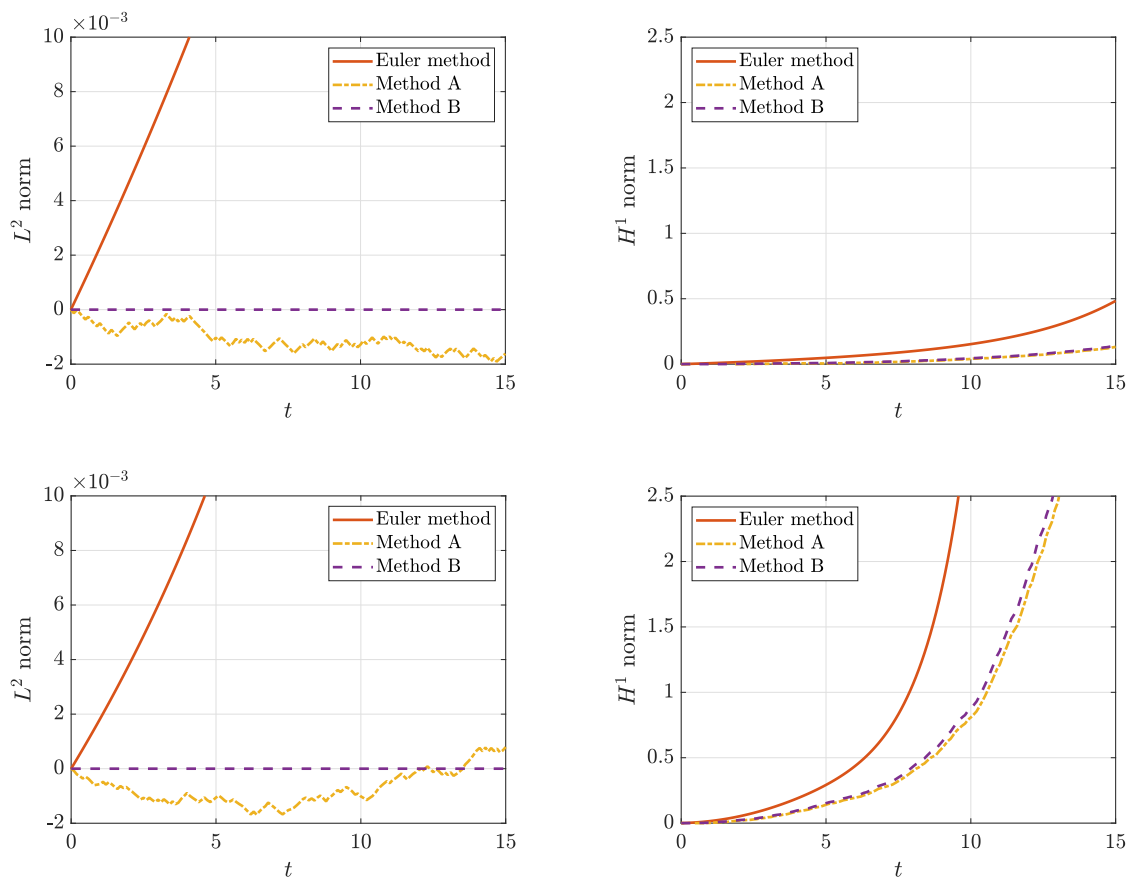 ×10⁻³
10
8
6
4
2
0
-2
L² norm
0
5
10
15
t
Euler method
Method A
Method B
2.5
2
1.5
1
0.5
0
H¹ norm
0
5
10
15
t
Euler method
Method A
Method B
×10⁻³
10
8
6
4
2
0
-2
L² norm
0
5
10
15
t
Euler method
Method A
Method B
2.5
2
1.5
1
0.5
0
H¹ norm
0
5
10
15
t
Euler method
Method A
Method B